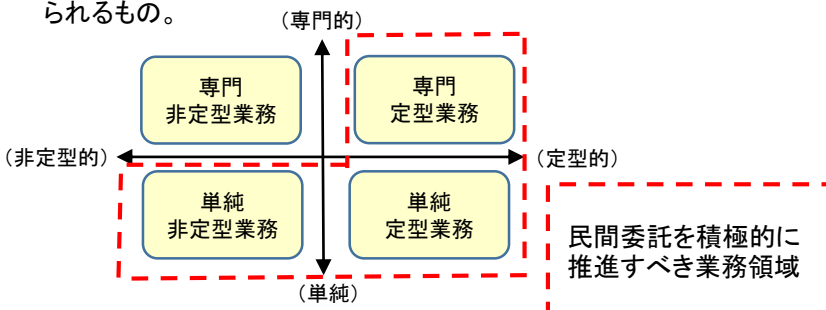 られるもの。
（専門的）
専門
非定型業務
専門
定型業務
（非定型的）
（定型的）
単純
非定型業務
単純
定型業務
民間委託を積極的に
推進すべき業務領域
（単純）